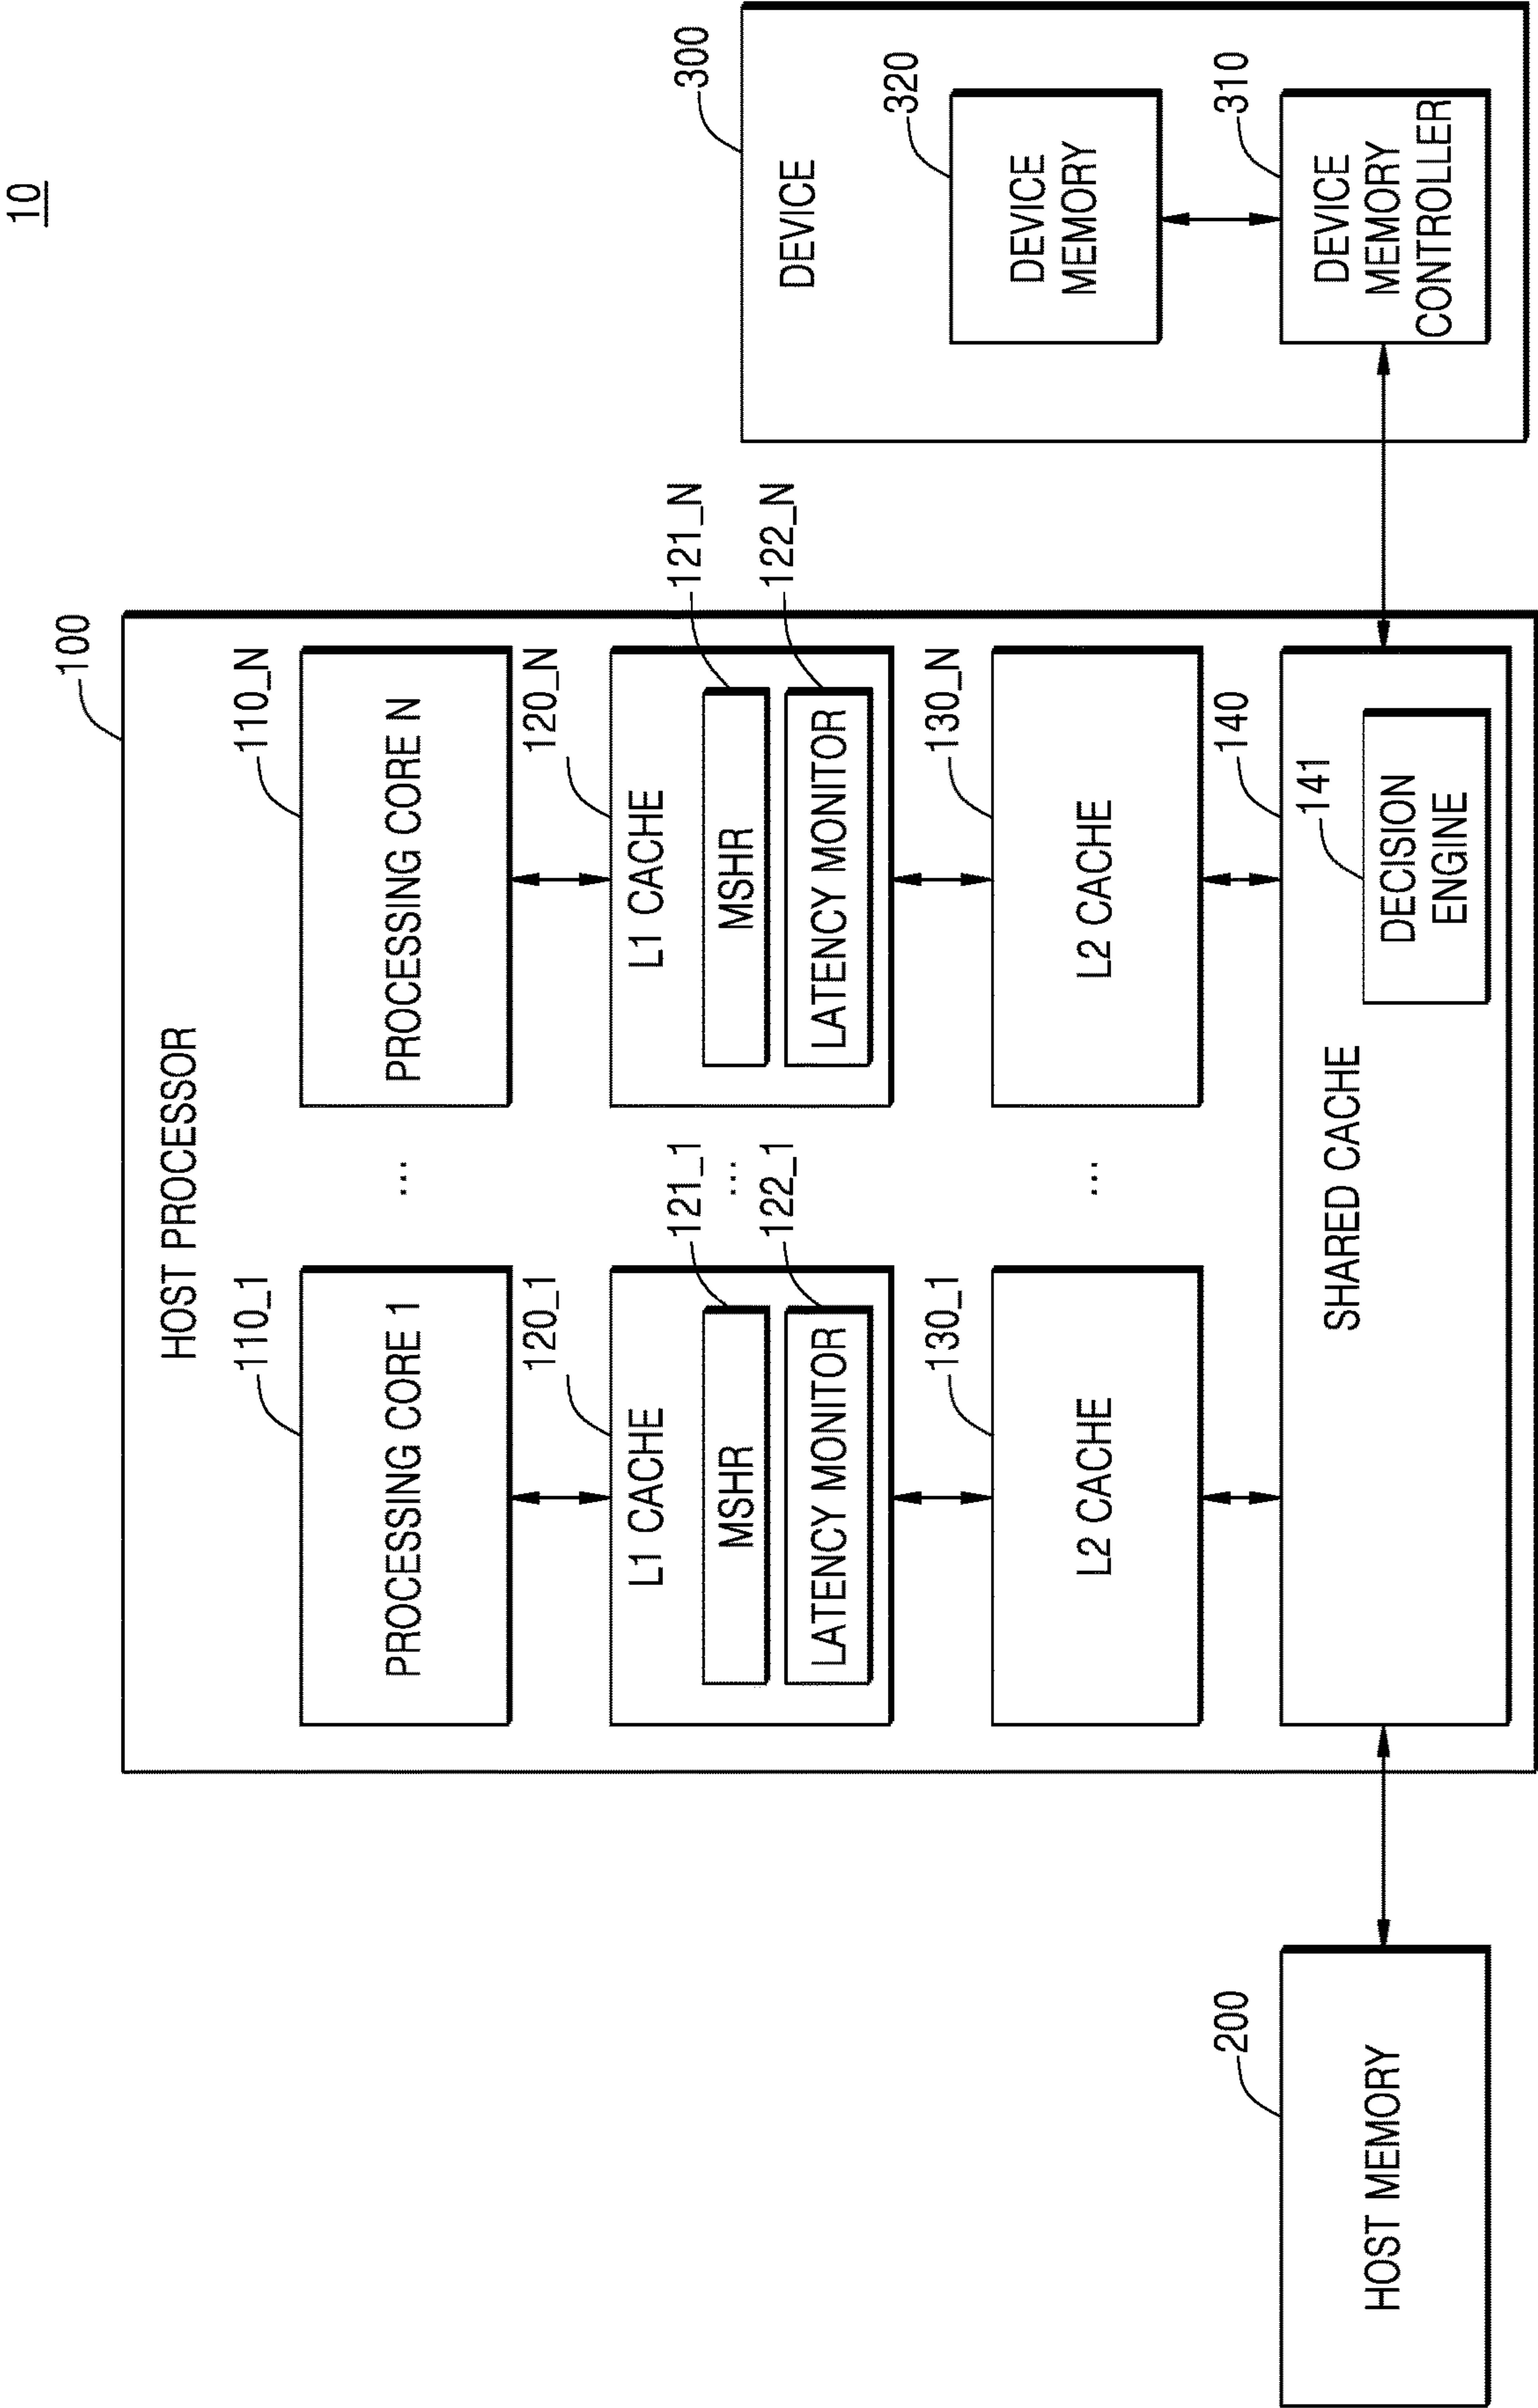 10
100
HOST PROCESSOR
110_1
PROCESSING CORE 1
...
110_N
PROCESSING CORE N
120_1
L1 CACHE
121_1
MSHR
...
122_1
LATENCY MONITOR
120_N
L1 CACHE
121_N
MSHR
122_N
LATENCY MONITOR
130_1
L2 CACHE
...
130_N
L2 CACHE
140
SHARED CACHE
141
DECISION
ENGINE
200
HOST MEMORY
300
DEVICE
320
DEVICE
MEMORY
310
DEVICE
MEMORY
CONTROLLER